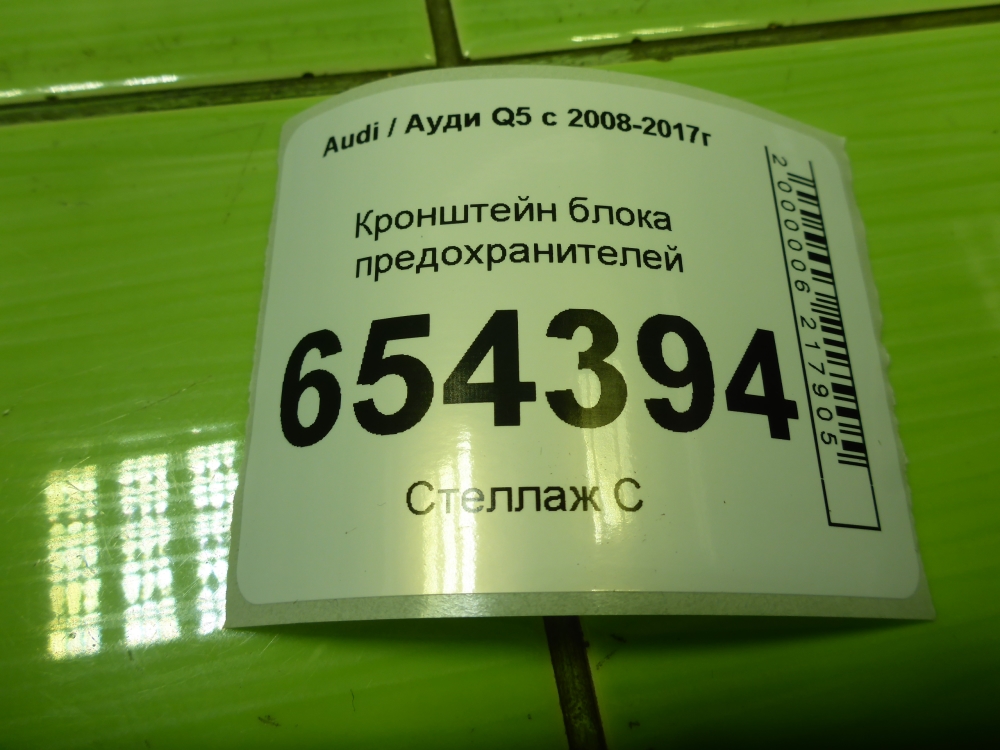 Audi / Ауди Q5 с 2008-2017г
Кронштейн блока
предохранителей
654394
Стеллаж С
2000006217905